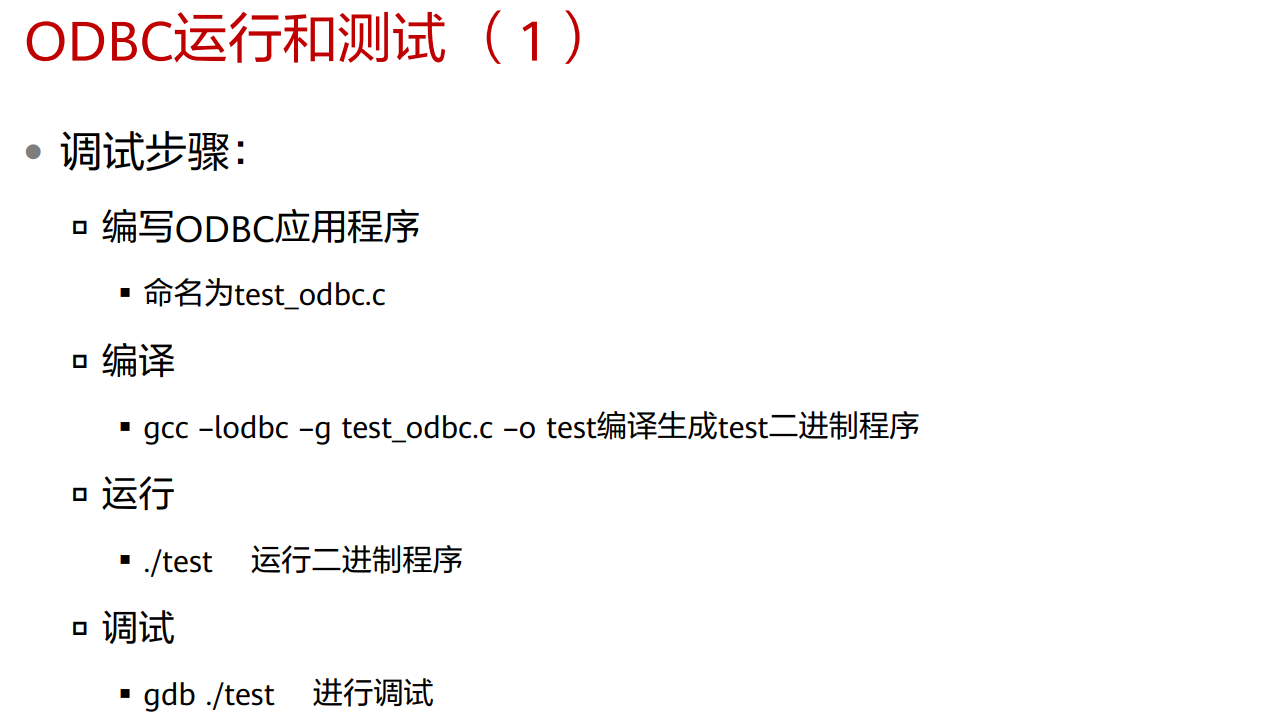 ODBC运行和测试（1）
调试步骤：
编写ODBC应用程序
命名为test_odbc.c
编译
gcc –lodbc –g test_odbc.c –o test编译生成test二进制程序
运行
./test 运行二进制程序
调试
gdb ./test 进行调试